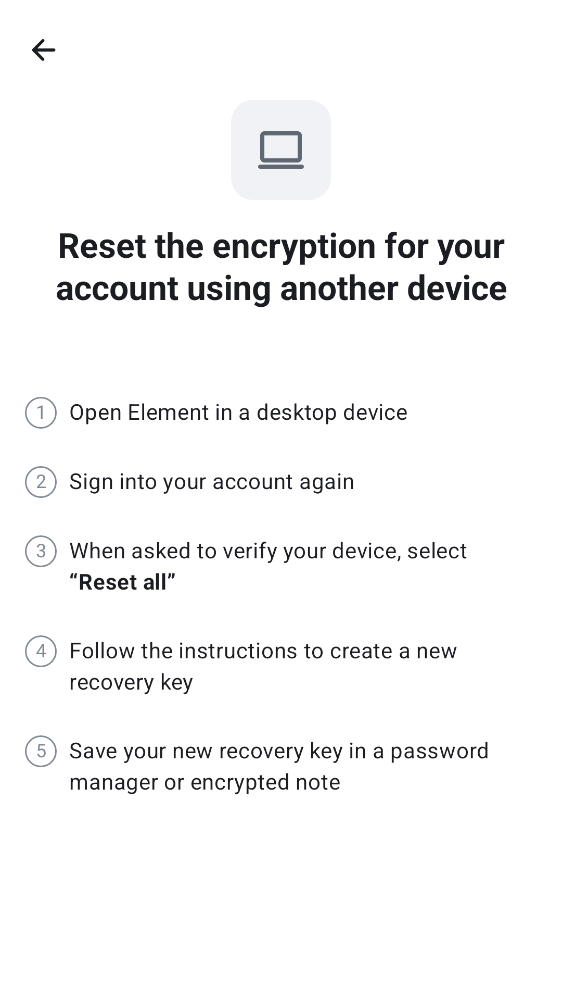 Reset the encryption for your
account using another device
1 Open Element in a desktop device
2 Sign into your account again
3 When asked to verify your device, select
“Reset all”
4 Follow the instructions to create a new
recovery key
5 Save your new recovery key in a password
manager or encrypted note